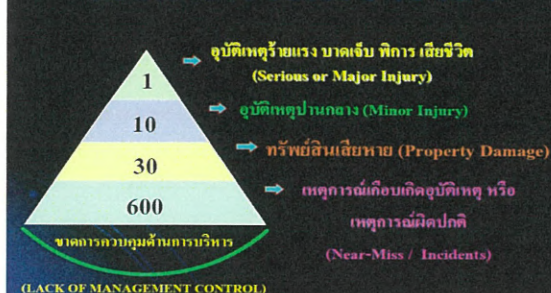 อุบัติเหตุร้ายแรง บาดเจ็บ พิการ เสียชีวิต
(Serious or Major Injury)
1
อุบัติเหตุปานกลาง (Minor Injury)
10
ทรัพย์สินเสียหาย (Property Damage)
30
เหตุการณ์เกือบเกิดอุบัติเหตุ หรือ
600
เหตุการณ์ผิดปกติ
(Near-Miss / Incidents)
ขาดการควบคุมด้านการบริหาร
(LACK OF MANAGEMENT CONTROL)